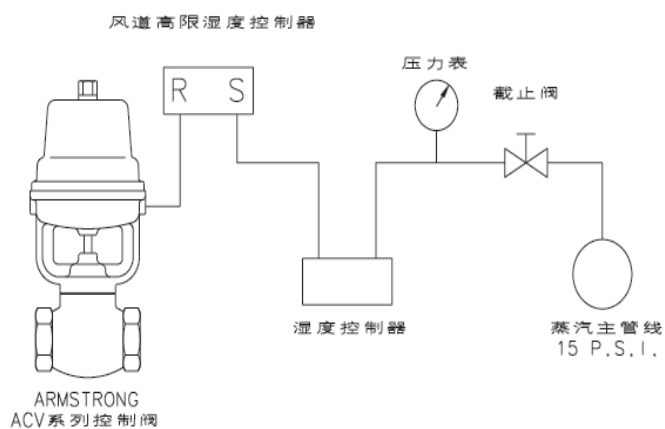 风道高限湿度控制器
R S
压力表
截止阀
湿度控制器
蒸汽主管线
15 P.S.I.
ARMSTRONG
ACV系列控制阀